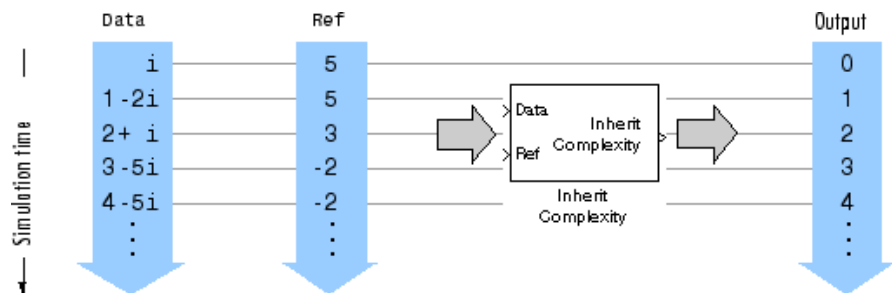 Data Ref Output
i 5 0
1-2i 5 1
2+ i 3 2
3-5i -2 3
4-5i -2 4
Data
Ref
Inherit
Complexity
Inherit
Complexity
Simulation time